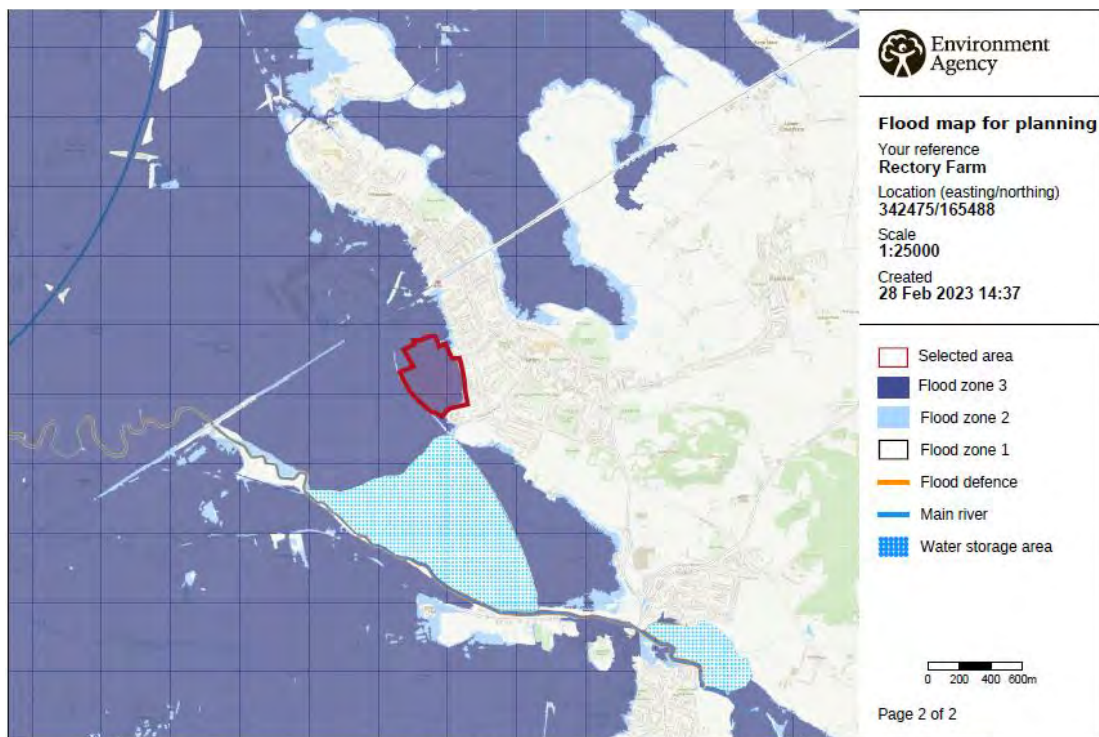 Environment
Agency
Flood map for planning
Your reference
Rectory Farm
Location (easting/northing)
342475/165488
Scale
1:25000
Created
28 Feb 2023 14:37
Selected area
Flood zone 3
Flood zone 2
Flood zone 1
Flood defence
Main river
Water storage area
0 200 400 600m
Page 2 of 2